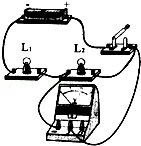 - +
L₁ L₂